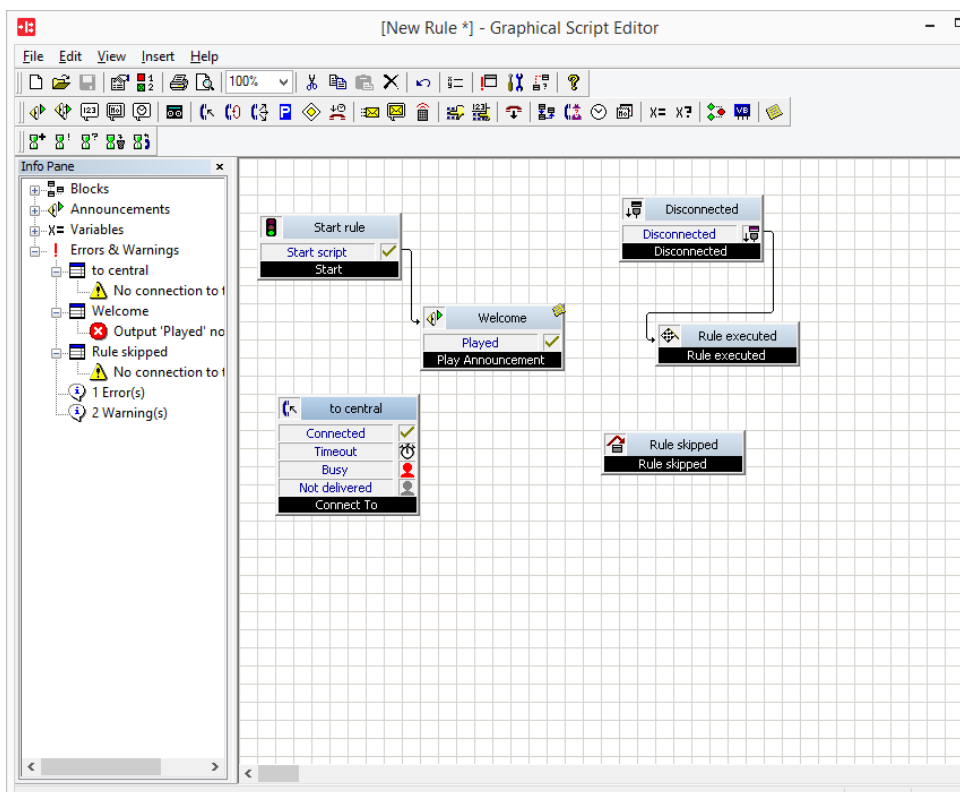 [New Rule *] - Graphical Script Editor
File Edit View Insert Help
100%
Info Pane
Blocks
Announcements
X= Variables
Errors & Warnings
to central
No connection to t
Welcome
Output 'Played' no
Rule skipped
No connection to t
1 Error(s)
2 Warning(s)
Start rule
Start script
Start
Disconnected
Disconnected
Disconnected
Welcome
Played
Play Announcement
Rule executed
Rule executed
to central
Connected
Timeout
Busy
Not delivered
Connect To
Rule skipped
Rule skipped